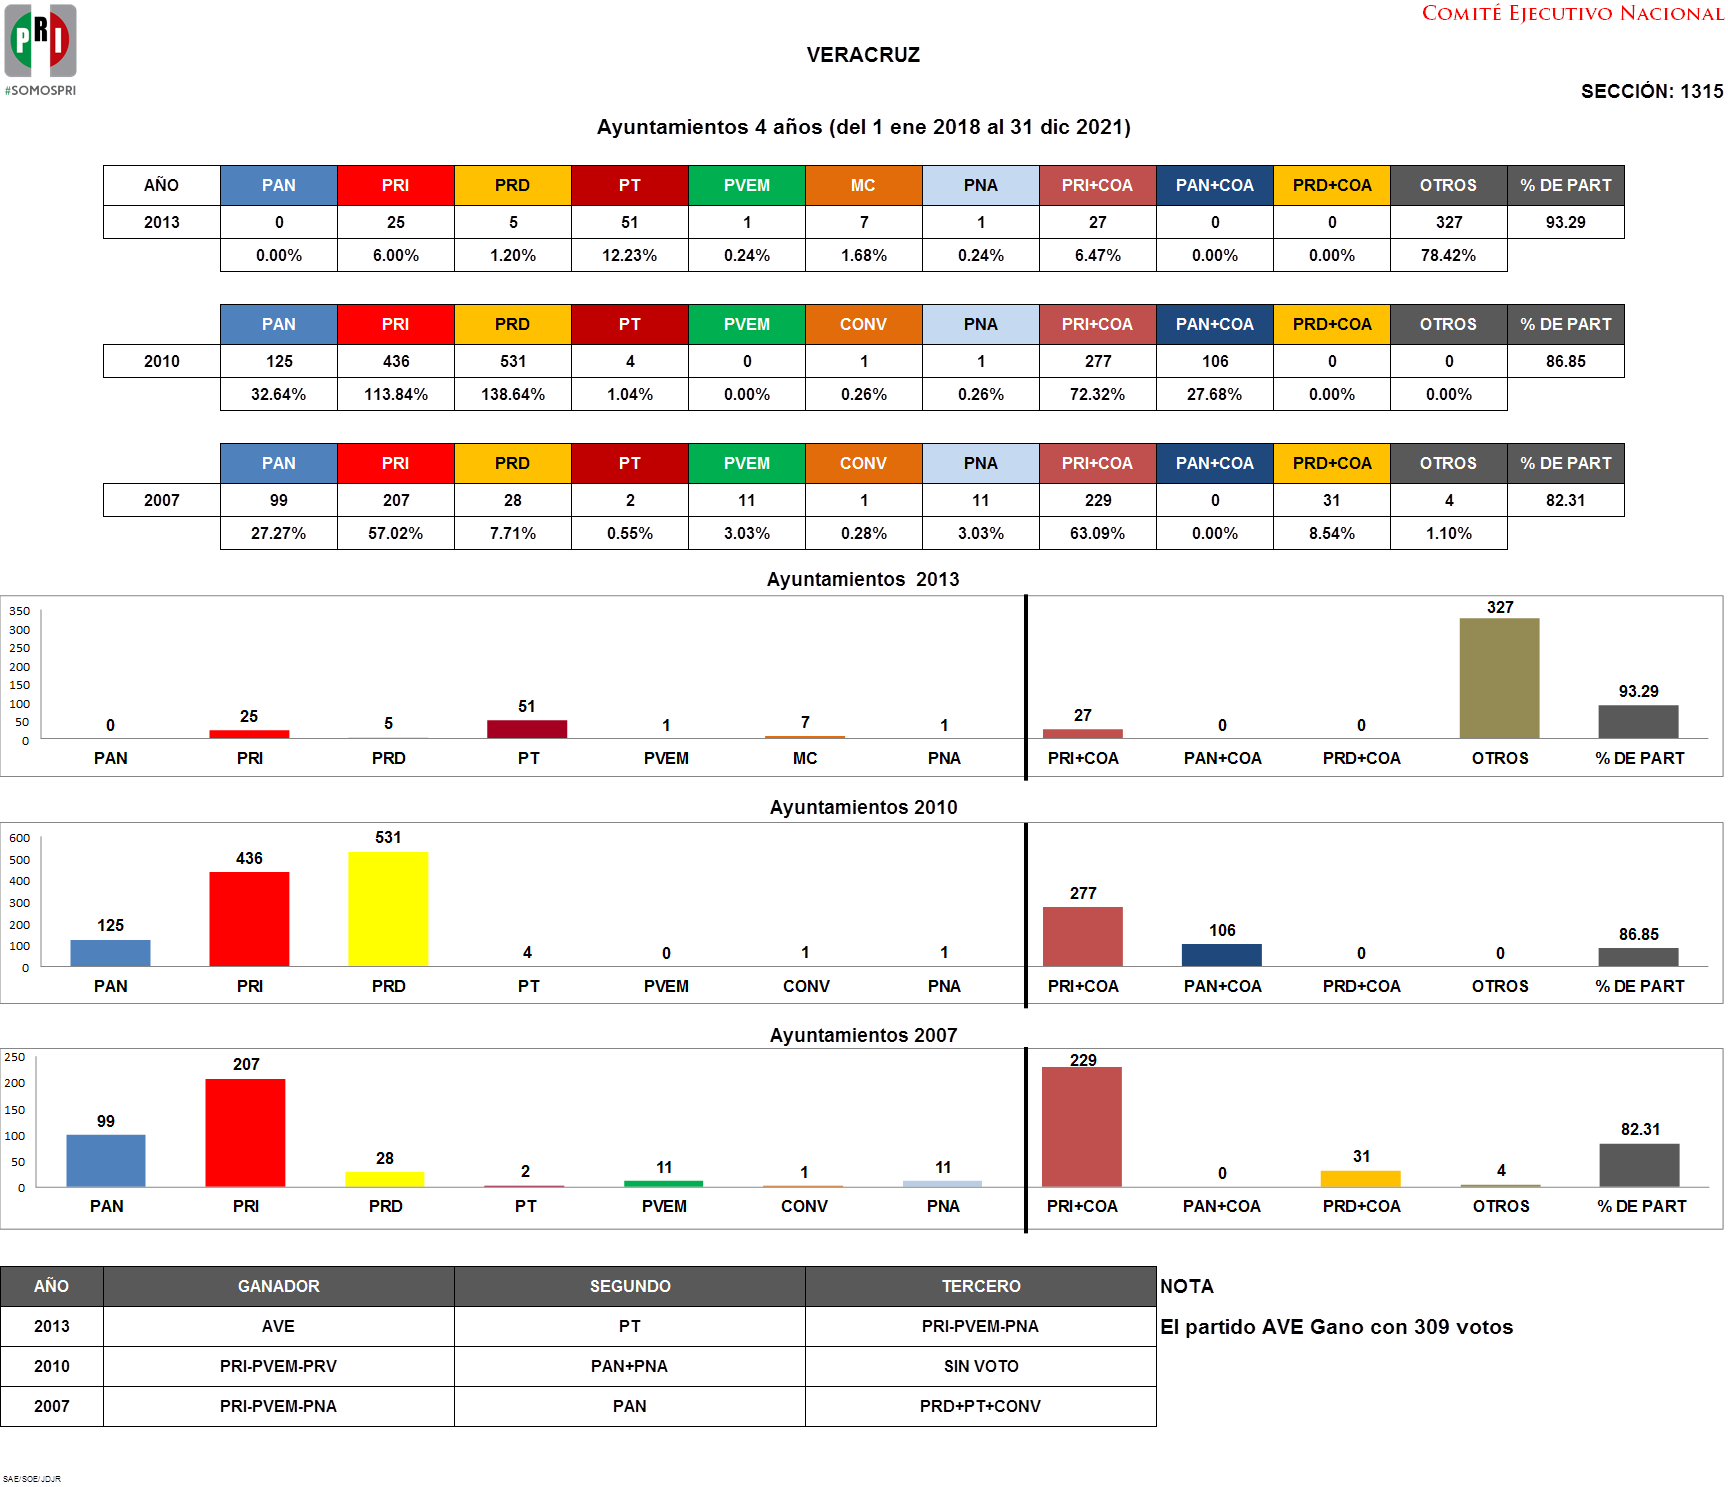 PRI
#SOMOSPRI
COMITÉ EJECUTIVO NACIONAL
VERACRUZ
SECCIÓN: 1315
Ayuntamientos 4 años (del 1 ene 2018 al 31 dic 2021)
AÑO PAN PRI PRD PT PVEM MC PNA PRI+COA PAN+COA PRD+COA OTROS % DE PART
2013 0 25 5 51 1 7 1 27 0 0 327 93.29
0.00% 6.00% 1.20% 12.23% 0.24% 1.68% 0.24% 6.47% 0.00% 0.00% 78.42%
PAN PRI PRD PT PVEM CONV PNA PRI+COA PAN+COA PRD+COA OTROS % DE PART
2010 125 436 531 4 0 1 1 277 106 0 0 86.85
32.64% 113.84% 138.64% 1.04% 0.00% 0.26% 0.26% 72.32% 27.68% 0.00% 0.00%
PAN PRI PRD PT PVEM CONV PNA PRI+COA PAN+COA PRD+COA OTROS % DE PART
2007 99 207 28 2 11 1 11 229 0 31 4 82.31
27.27% 57.02% 7.71% 0.55% 3.03% 0.28% 3.03% 63.09% 0.00% 8.54% 1.10%
Ayuntamientos 2013
350
300
250
200
150
100
50
0
0 25 5 51 1 7 1 27 0 0 327 93.29
PAN PRI PRD PT PVEM MC PNA PRI+COA PAN+COA PRD+COA OTROS % DE PART
Ayuntamientos 2010
600
500
400
300
200
100
0
125 436 531 4 0 1 1 277 106 0 0 86.85
PAN PRI PRD PT PVEM CONV PNA PRI+COA PAN+COA PRD+COA OTROS % DE PART
Ayuntamientos 2007
250
200
150
100
50
0
99 207 28 2 11 1 11 229 0 31 4 82.31
PAN PRI PRD PT PVEM CONV PNA PRI+COA PAN+COA PRD+COA OTROS % DE PART
AÑO GANADOR SEGUNDO TERCERO NOTA
2013 AVE PT PRI-PVEM-PNA El partido AVE Gano con 309 votos
2010 PRI-PVEM-PRV PAN+PNA SIN VOTO
2007 PRI-PVEM-PNA PAN PRD+PT+CONV
SAE/SOE/JDJR